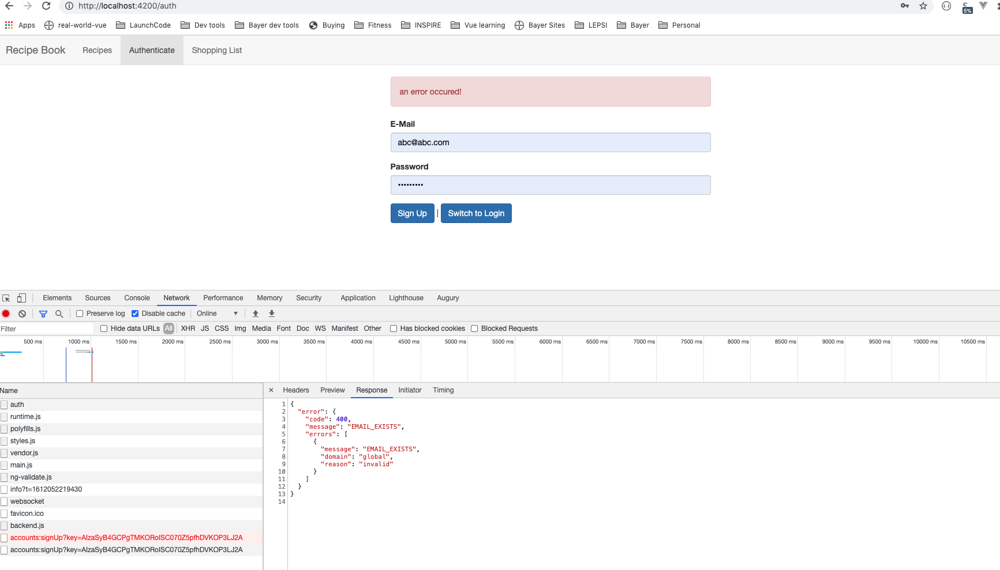 http://localhost:4200/auth
5%
Apps real-world-vue LaunchCode Dev tools Bayer dev tools Buying Fitness INSPIRE Vue learning Bayer Sites LEPSI Bayer Personal
Recipe Book Recipes Authenticate Shopping List
an error occured!
E-Mail
abc@abc.com
Password
•••••••••
Sign Up | Switch to Login
Elements Sources Console Network Performance Memory Security Application Lighthouse Augury
Preserve log Disable cache Online
Filter Hide data URLs All XHR JS CSS Img Media Font Doc WS Manifest Other Has blocked cookies Blocked Requests
500 ms 1000 ms 1500 ms 2000 ms 2500 ms 3000 ms 3500 ms 4000 ms 4500 ms 5000 ms 5500 ms 6000 ms 6500 ms 7000 ms 7500 ms 8000 ms 8500 ms 9000 ms 9500 ms 10000 ms 10500 ms
Name
auth
runtime.js
polyfills.js
styles.js
vendor.js
main.js
ng-validate.js
info?t=1612052219430
websocket
favicon.ico
backend.js
accounts:signUp?key=AIzaSyB4GCPgTMKORoISC070Z5pfhDVKOP3LJ2A
accounts:signUp?key=AIzaSyB4GCPgTMKORoISC070Z5pfhDVKOP3LJ2A
× Headers Preview Response Initiator Timing
1 {
2 "error": {
3 "code": 400,
4 "message": "EMAIL_EXISTS",
5 "errors": [
6 {
7 "message": "EMAIL_EXISTS",
8 "domain": "global",
9 "reason": "invalid"
10 }
11 ]
12 }
13 }
14